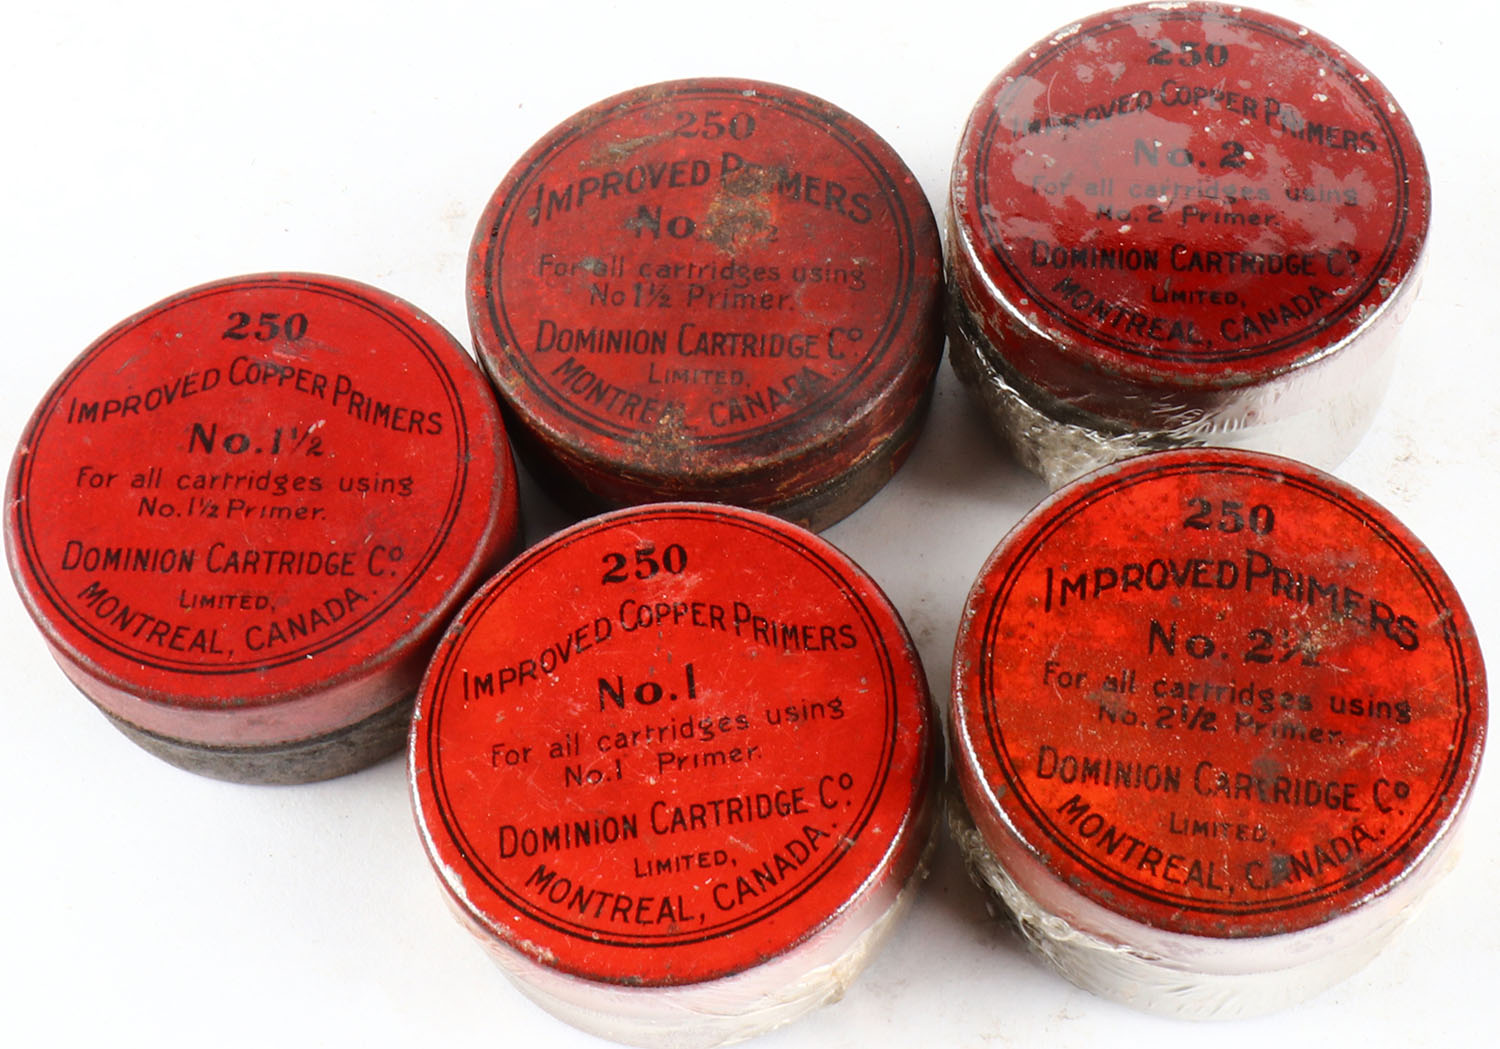 250
IMPROVED COPPER PRIMERS
No. 1½
For all cartridges using
No. 1½ Primer.
DOMINION CARTRIDGE Cº
LIMITED,
MONTREAL, CANADA.
250
IMPROVED PRIMERS
No.
For all cartridges using
No 1½ Primer.
DOMINION CARTRIDGE Cº
LIMITED,
MONTREAL, CANADA.
250
IMPROVED COPPER PRIMERS
No. 2
For all cartridges using
No. 2 Primer.
DOMINION CARTRIDGE Cº
LIMITED,
MONTREAL, CANADA.
250
IMPROVED COPPER PRIMERS
No. 1
For all cartridges using
No. 1 Primer.
DOMINION CARTRIDGE Cº
LIMITED,
MONTREAL, CANADA.
250
IMPROVED PRIMERS
No. 2½
For all cartridges using
No. 2½ Primer.
DOMINION CARTRIDGE Cº
LIMITED,
MONTREAL, CANADA.